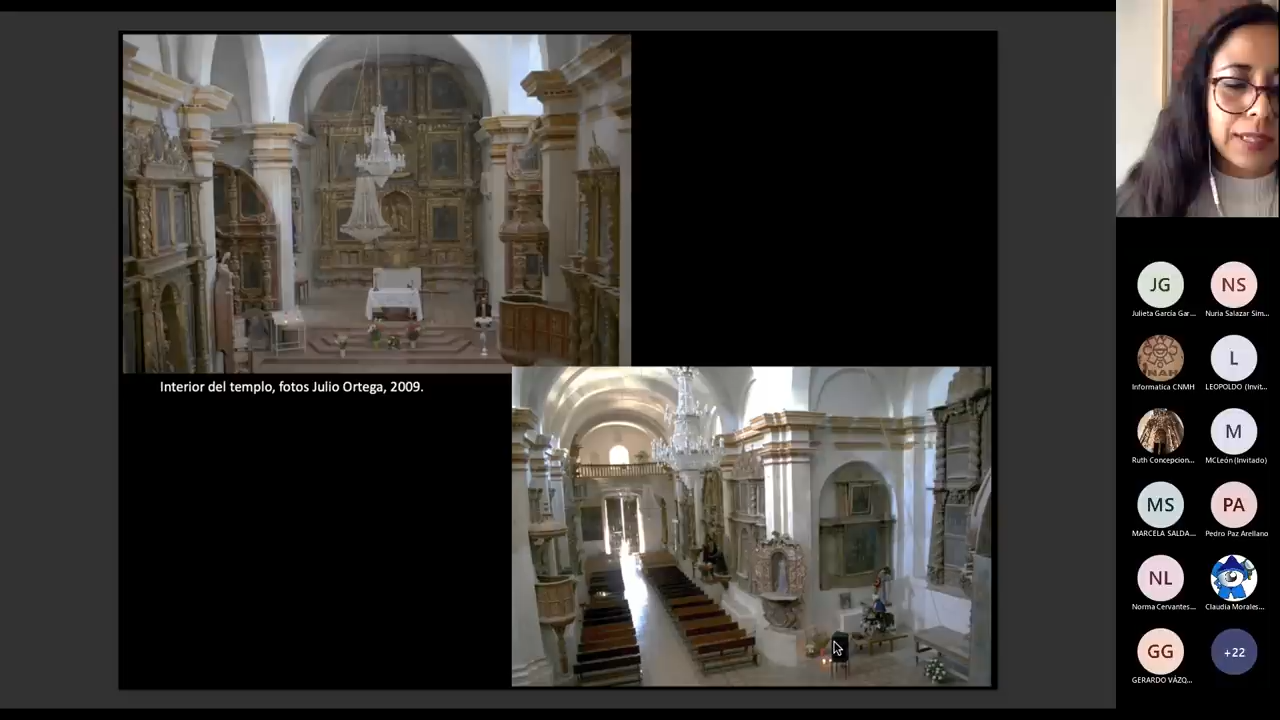 Interior del templo, fotos Julio Ortega, 2009.
JG
NS
Julieta García Gar...
Nuria Salazar Sim...
INAH
L
Informatica CNMH
LEOPOLDO (Invit...
M
Ruth Concepcion...
MCLeón (Invitado)
MS
PA
MARCELA SALDA...
Pedro Paz Arellano
NL
Norma Cervantes...
Claudia Morales...
GG
+22
GERARDO VÁZQ...